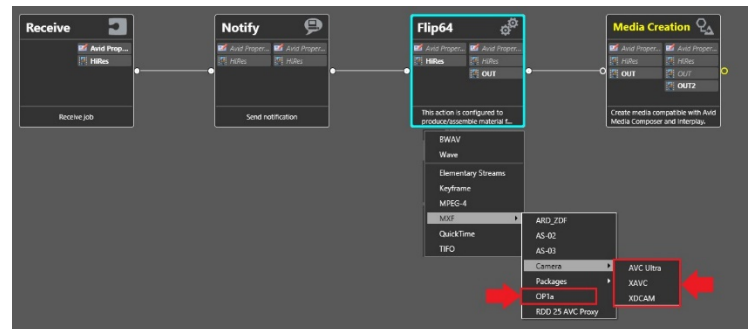 Receive
Avid Prop...
HiRes
Receive job
Notify
Avid Proper... Avid Proper...
HiRes HiRes
Send notification
Flip64
Avid Proper... Avid Proper...
HiRes HiRes
OUT
This action is configured to
produce/assemble material t...
Media Creation
Avid Proper... Avid Proper...
HiRes HiRes
OUT OUT
OUT2
Create media compatible with Avid
Media Composer and Interplay.
BWAV
Wave
Elementary Streams
Keyframe
MPEG-4
MXF
QuickTime
TIFO
ARD_ZDF
AS-02
AS-03
Camera
Packages
OP1a
RDD 25 AVC Proxy
AVC Ultra
XAVC
XDCAM